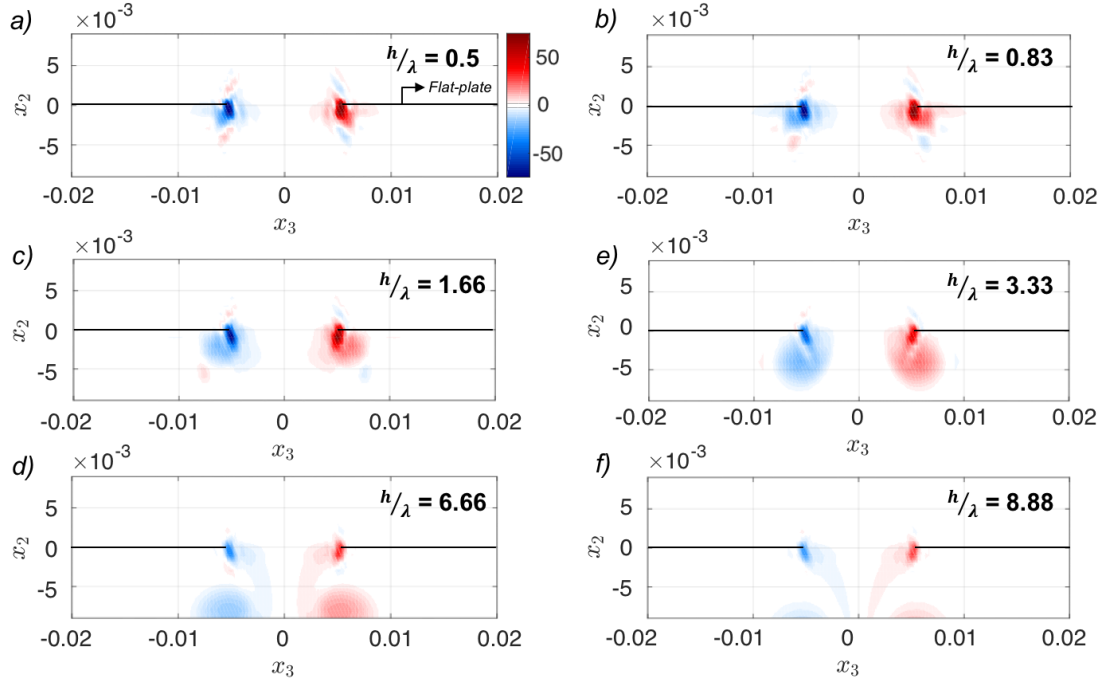 a)
×10⁻³
5
0
-5
x₂
h/λ = 0.5
Flat-plate
50
0
-50
-0.02 -0.01 0 0.01 0.02
x₃
b)
×10⁻³
5
0
-5
x₂
h/λ = 0.83
-0.02 -0.01 0 0.01 0.02
x₃
c)
×10⁻³
5
0
-5
x₂
h/λ = 1.66
-0.02 -0.01 0 0.01 0.02
x₃
e)
×10⁻³
5
0
-5
x₂
h/λ = 3.33
-0.02 -0.01 0 0.01 0.02
x₃
d)
×10⁻³
5
0
-5
x₂
h/λ = 6.66
-0.02 -0.01 0 0.01 0.02
x₃
f)
×10⁻³
5
0
-5
x₂
h/λ = 8.88
-0.02 -0.01 0 0.01 0.02
x₃